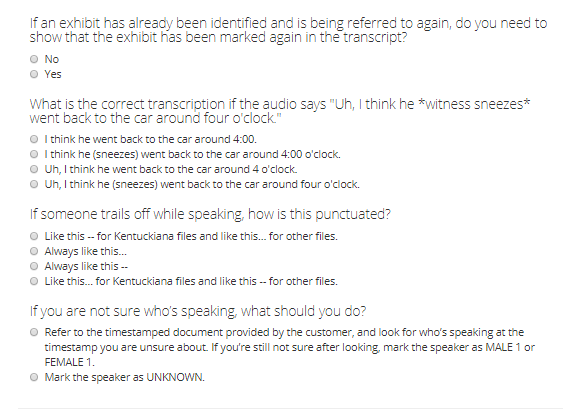 If an exhibit has already been identified and is being referred to again, do you need to
show that the exhibit has been marked again in the transcript?
No
Yes
What is the correct transcription if the audio says "Uh, I think he *witness sneezes*
went back to the car around four o'clock."
I think he went back to the car around 4:00.
I think he (sneezes) went back to the car around 4:00 o'clock.
Uh, I think he went back to the car around 4 o'clock.
Uh, I think he (sneezes) went back to the car around four o'clock.
If someone trails off while speaking, how is this punctuated?
Like this -- for Kentuckiana files and like this... for other files.
Always like this...
Always like this --
Like this... for Kentuckiana files and like this -- for other files.
If you are not sure who's speaking, what should you do?
Refer to the timestamped document provided by the customer, and look for who's speaking at the
timestamp you are unsure about. If you're still not sure after looking, mark the speaker as MALE 1 or
FEMALE 1.
Mark the speaker as UNKNOWN.